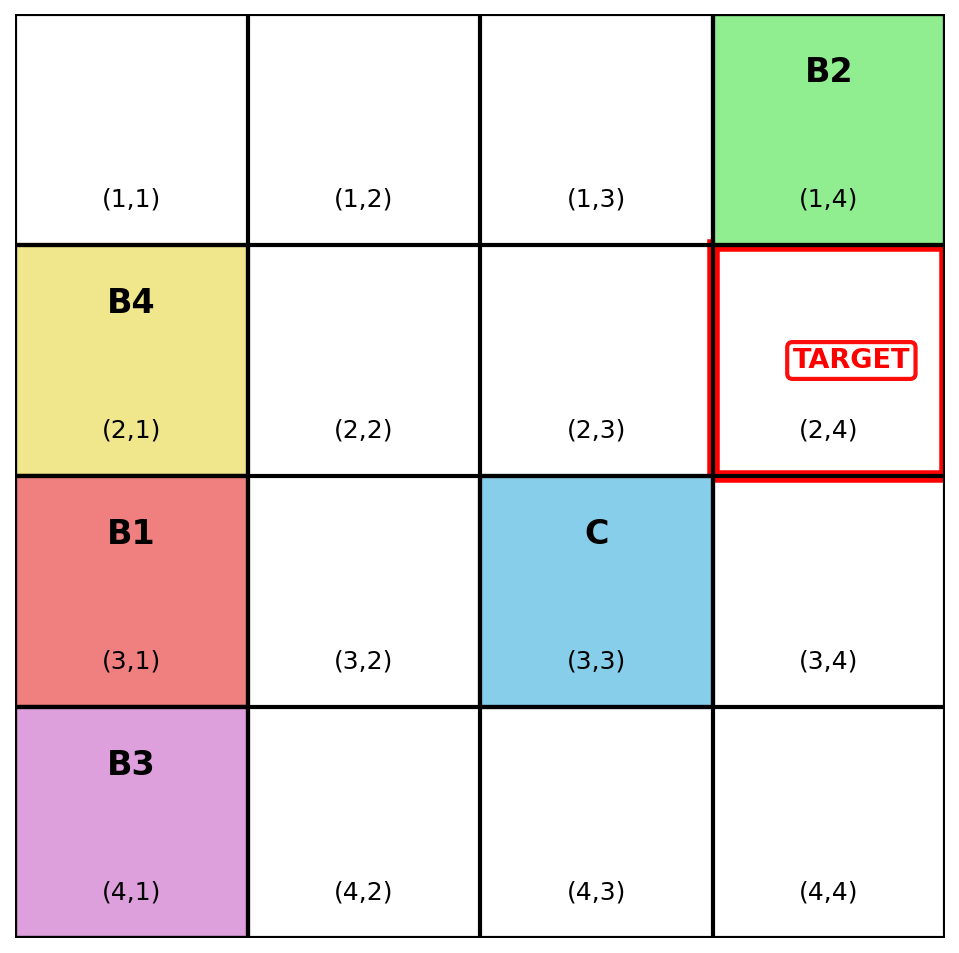 B2
(1,1) (1,2) (1,3) (1,4)
B4
TARGET
(2,1) (2,2) (2,3) (2,4)
B1 C
(3,1) (3,2) (3,3) (3,4)
B3
(4,1) (4,2) (4,3) (4,4)